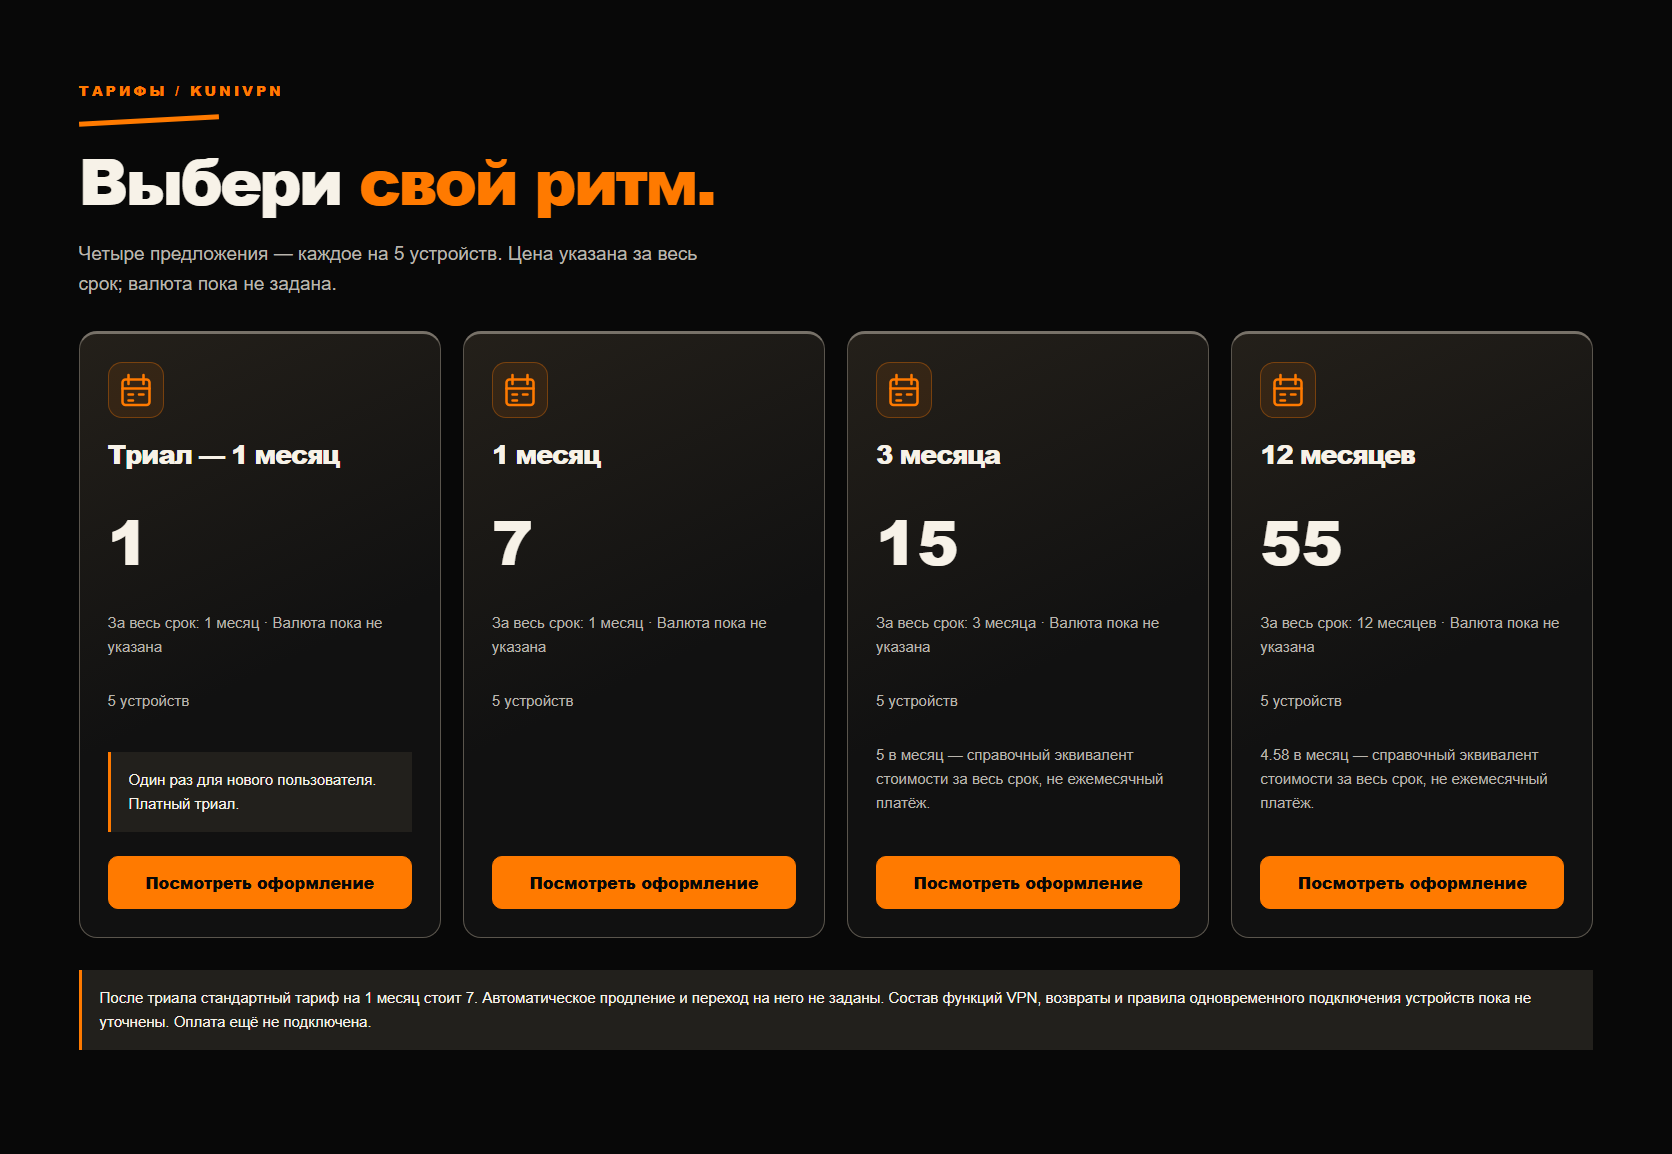 ТАРИФЫ / KUNIVPN
Выбери свой ритм.
Четыре предложения — каждое на 5 устройств. Цена указана за весь
срок; валюта пока не задана.
Триал — 1 месяц
1
За весь срок: 1 месяц · Валюта пока не
указана
5 устройств
Один раз для нового пользователя.
Платный триал.
Посмотреть оформление
1 месяц
7
За весь срок: 1 месяц · Валюта пока не
указана
5 устройств
Посмотреть оформление
3 месяца
15
За весь срок: 3 месяца · Валюта пока не
указана
5 устройств
5 в месяц — справочный эквивалент
стоимости за весь срок, не ежемесячный
платёж.
Посмотреть оформление
12 месяцев
55
За весь срок: 12 месяцев · Валюта пока не
указана
5 устройств
4.58 в месяц — справочный эквивалент
стоимости за весь срок, не ежемесячный
платёж.
Посмотреть оформление
После триала стандартный тариф на 1 месяц стоит 7. Автоматическое продление и переход на него не заданы. Состав функций VPN, возвраты и правила одновременного подключения устройств пока не
уточнены. Оплата ещё не подключена.